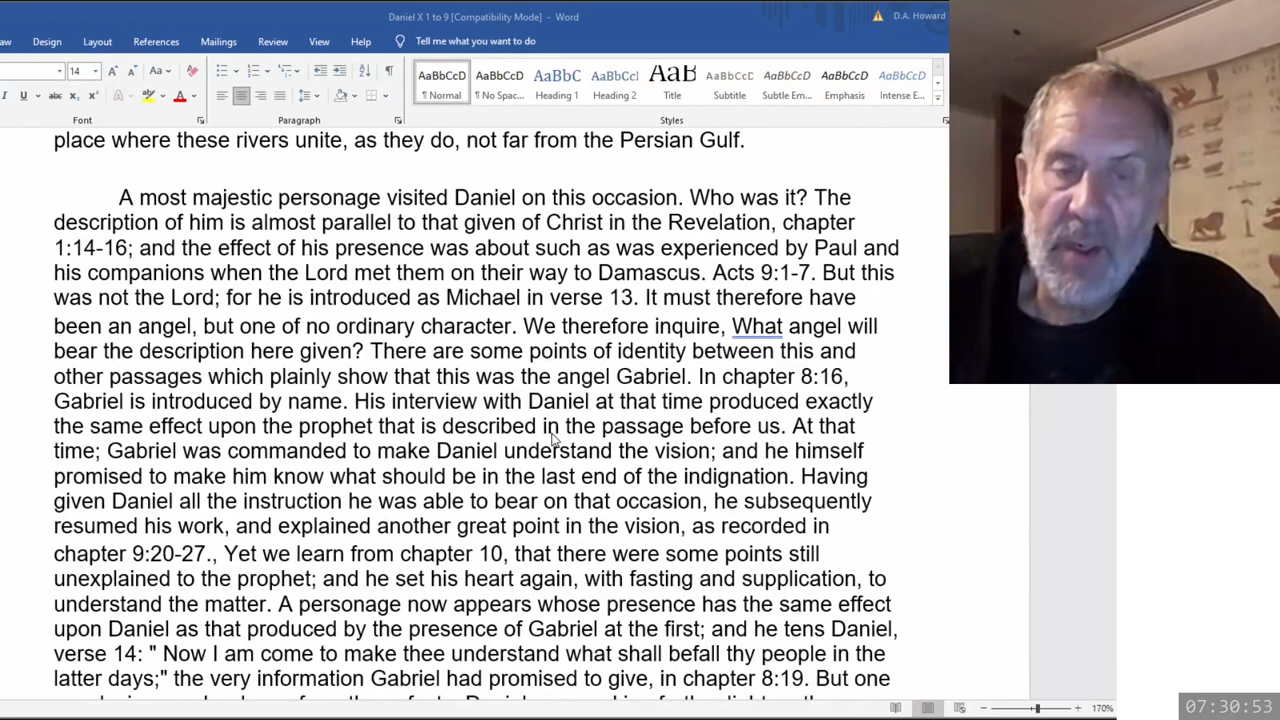 Daniel X 1 to 9 [Compatibility Mode] - Word
D.A. Howard
aw Design Layout References Mailings Review View Help Tell me what you want to do
14
Aa
AaBbCcD AaBbCcD AaBbC AaBbCcD AaB AaBbCcD AaBbCcD AaBbCcD AaBbCcD
I U abc X₂ X² A A
¶ Normal ¶ No Spac... Heading 1 Heading 2 Title Subtitle Subtle Em... Emphasis Intense E...
Font Paragraph Styles
place where these rivers unite, as they do, not far from the Persian Gulf.
A most majestic personage visited Daniel on this occasion. Who was it? The
description of him is almost parallel to that given of Christ in the Revelation, chapter
1:14-16; and the effect of his presence was about such as was experienced by Paul and
his companions when the Lord met them on their way to Damascus. Acts 9:1-7. But this
was not the Lord; for he is introduced as Michael in verse 13. It must therefore have
been an angel, but one of no ordinary character. We therefore inquire, What angel will
bear the description here given? There are some points of identity between this and
other passages which plainly show that this was the angel Gabriel. In chapter 8:16,
Gabriel is introduced by name. His interview with Daniel at that time produced exactly
the same effect upon the prophet that is described in the passage before us. At that
time; Gabriel was commanded to make Daniel understand the vision; and he himself
promised to make him know what should be in the last end of the indignation. Having
given Daniel all the instruction he was able to bear on that occasion, he subsequently
resumed his work, and explained another great point in the vision, as recorded in
chapter 9:20-27., Yet we learn from chapter 10, that there were some points still
unexplained to the prophet; and he set his heart again, with fasting and supplication, to
understand the matter. A personage now appears whose presence has the same effect
upon Daniel as that produced by the presence of Gabriel at the first; and he tens Daniel,
verse 14: " Now I am come to make thee understand what shall befall thy people in the
latter days;" the very information Gabriel had promised to give, in chapter 8:19. But one
170%
07:30:53